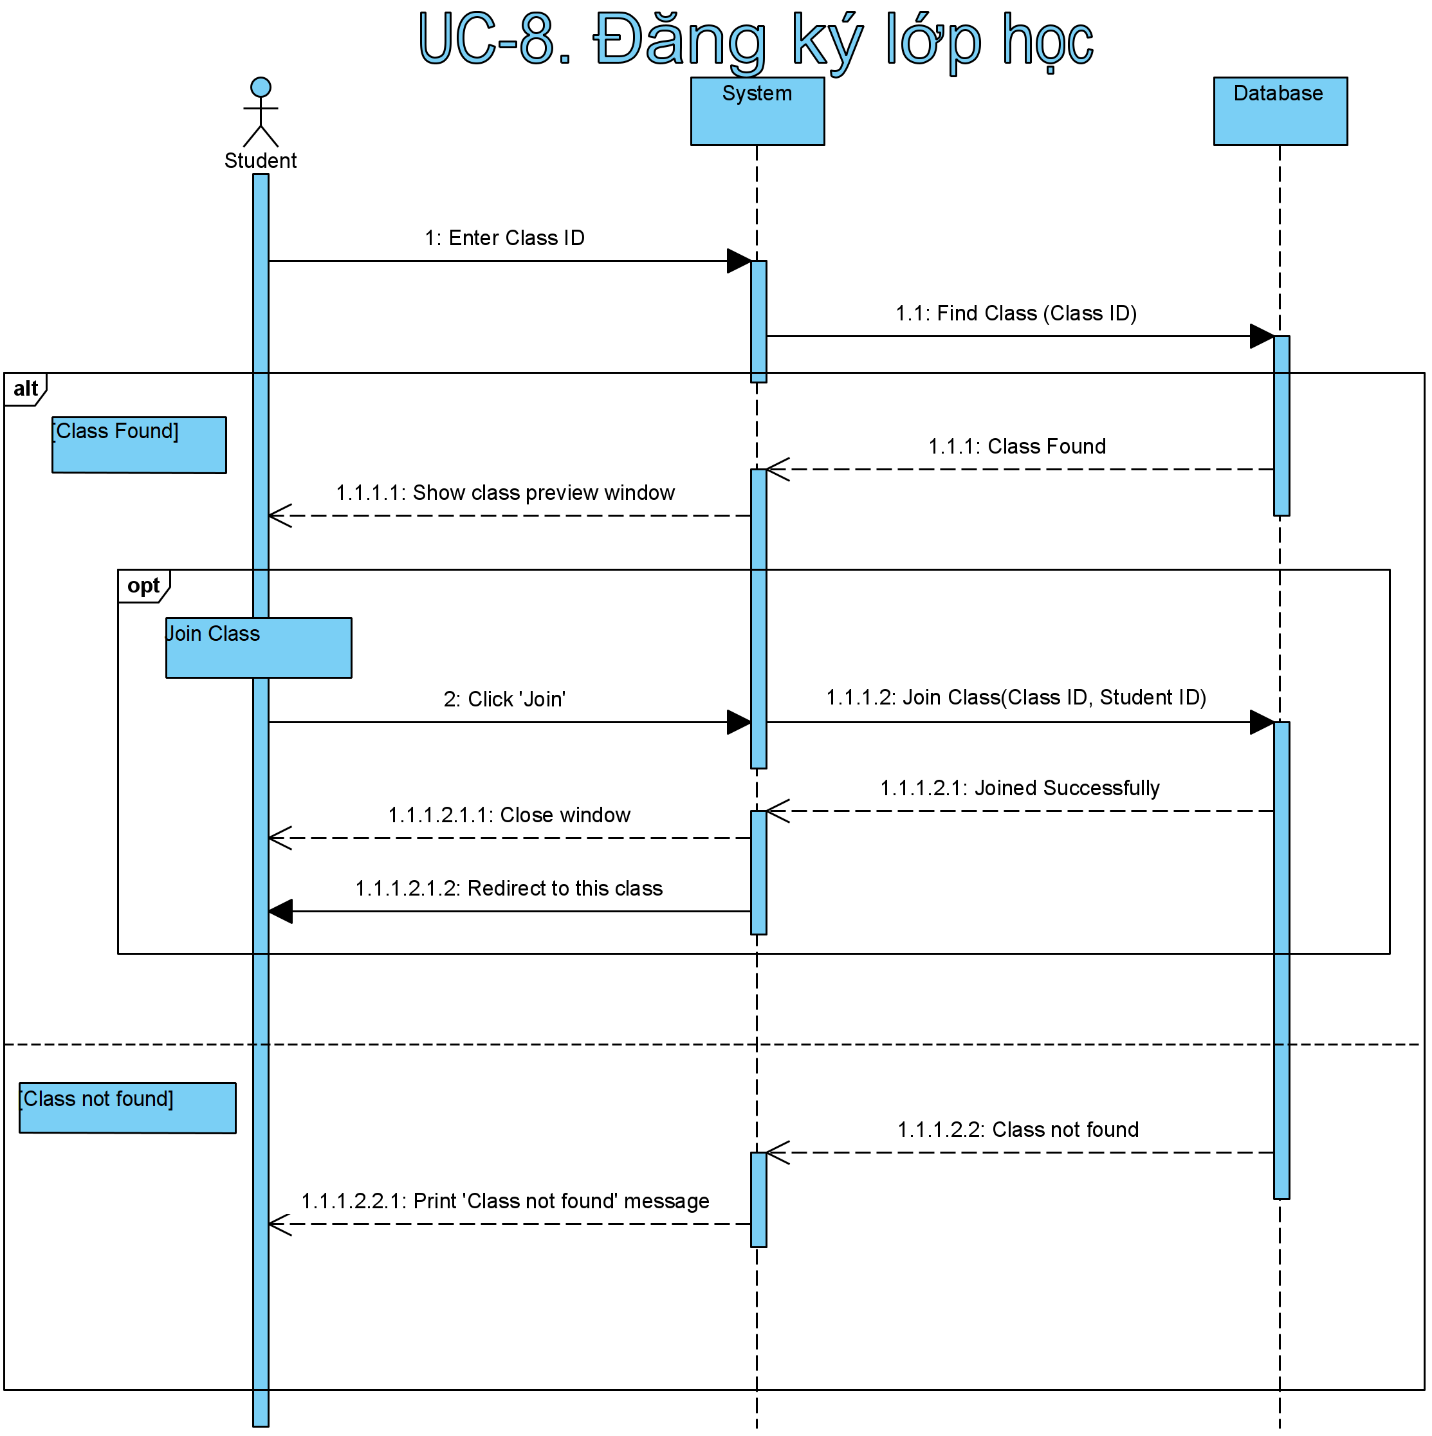 UC-8. Đăng ký lớp học
System
Database
Student
1: Enter Class ID
1.1: Find Class (Class ID)
alt
[Class Found]
1.1.1: Class Found
1.1.1.1: Show class preview window
opt
Join Class
2: Click 'Join'
1.1.1.2: Join Class(Class ID, Student ID)
1.1.1.2.1: Joined Successfully
1.1.1.2.1.1: Close window
1.1.1.2.1.2: Redirect to this class
[Class not found]
1.1.1.2.2: Class not found
1.1.1.2.2.1: Print 'Class not found' message